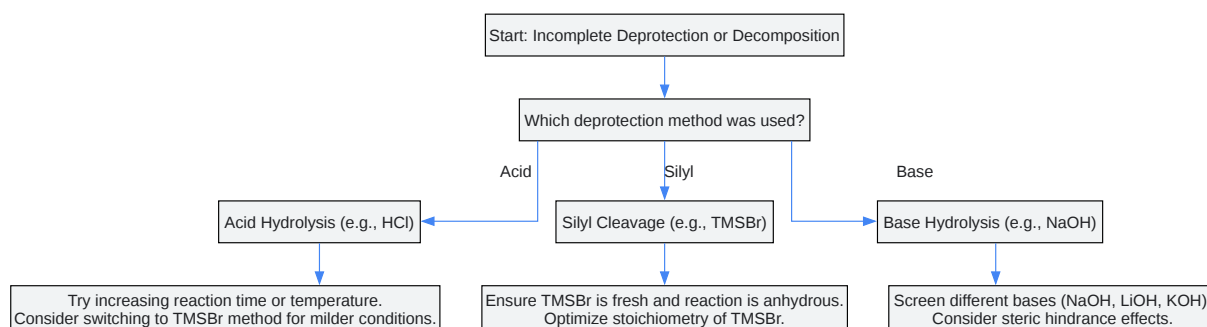 Start: Incomplete Deprotection or Decomposition
Which deprotection method was used?
Acid
Silyl
Base
Acid Hydrolysis (e.g., HCl)
Silyl Cleavage (e.g., TMSBr)
Base Hydrolysis (e.g., NaOH)
Try increasing reaction time or temperature.
Consider switching to TMSBr method for milder conditions.
Ensure TMSBr is fresh and reaction is anhydrous.
Optimize stoichiometry of TMSBr.
Screen different bases (NaOH, LiOH, KOH)
Consider steric hindrance effects.